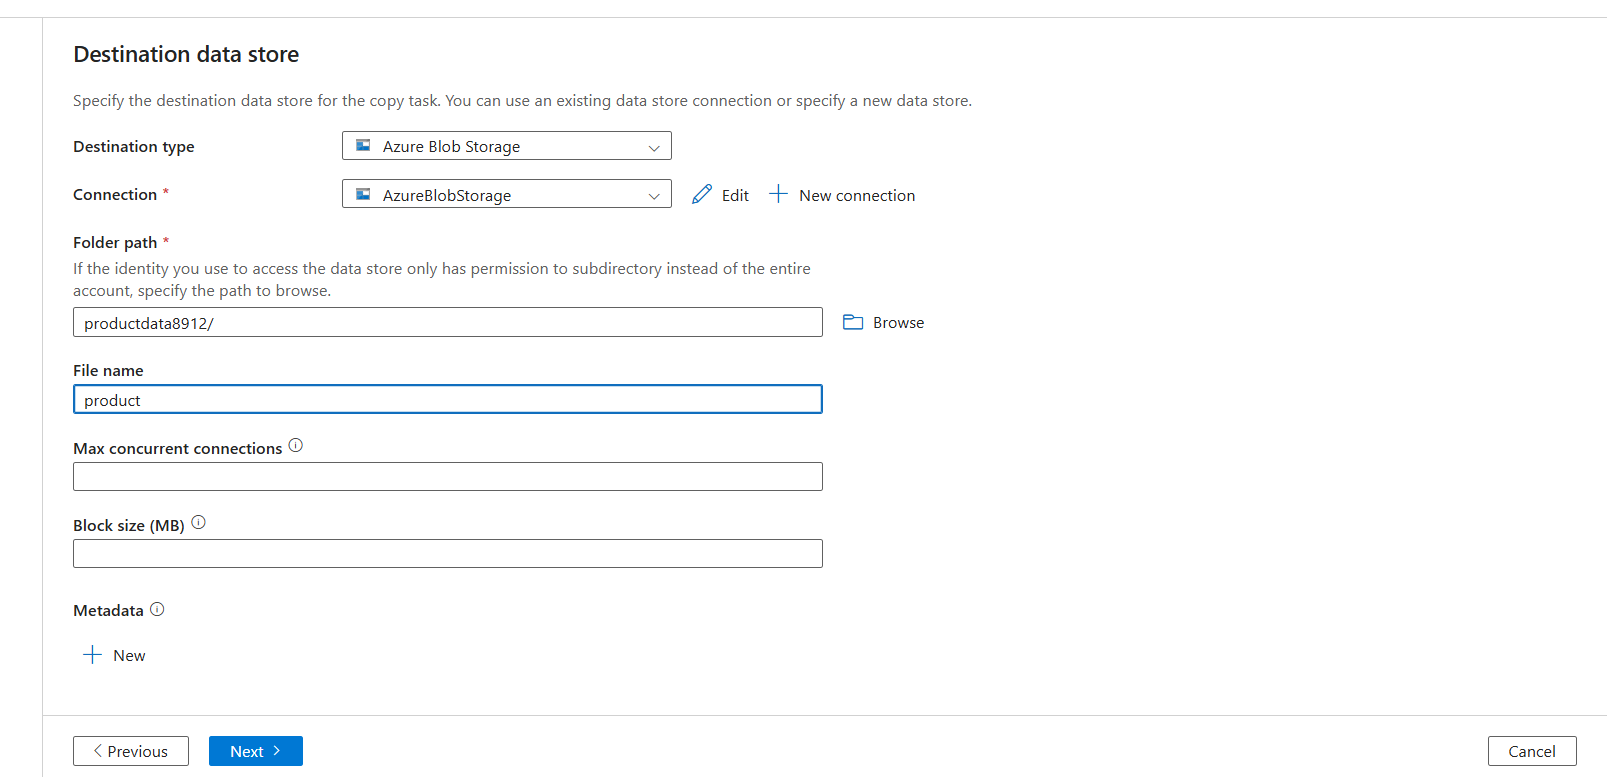 Destination data store
Specify the destination data store for the copy task. You can use an existing data store connection or specify a new data store.
Destination type
Azure Blob Storage
Connection *
AzureBlobStorage
Edit
New connection
Folder path *
If the identity you use to access the data store only has permission to subdirectory instead of the entire
account, specify the path to browse.
productdata8912/
Browse
File name
product
Max concurrent connections
Block size (MB)
Metadata
New
Previous
Next
Cancel